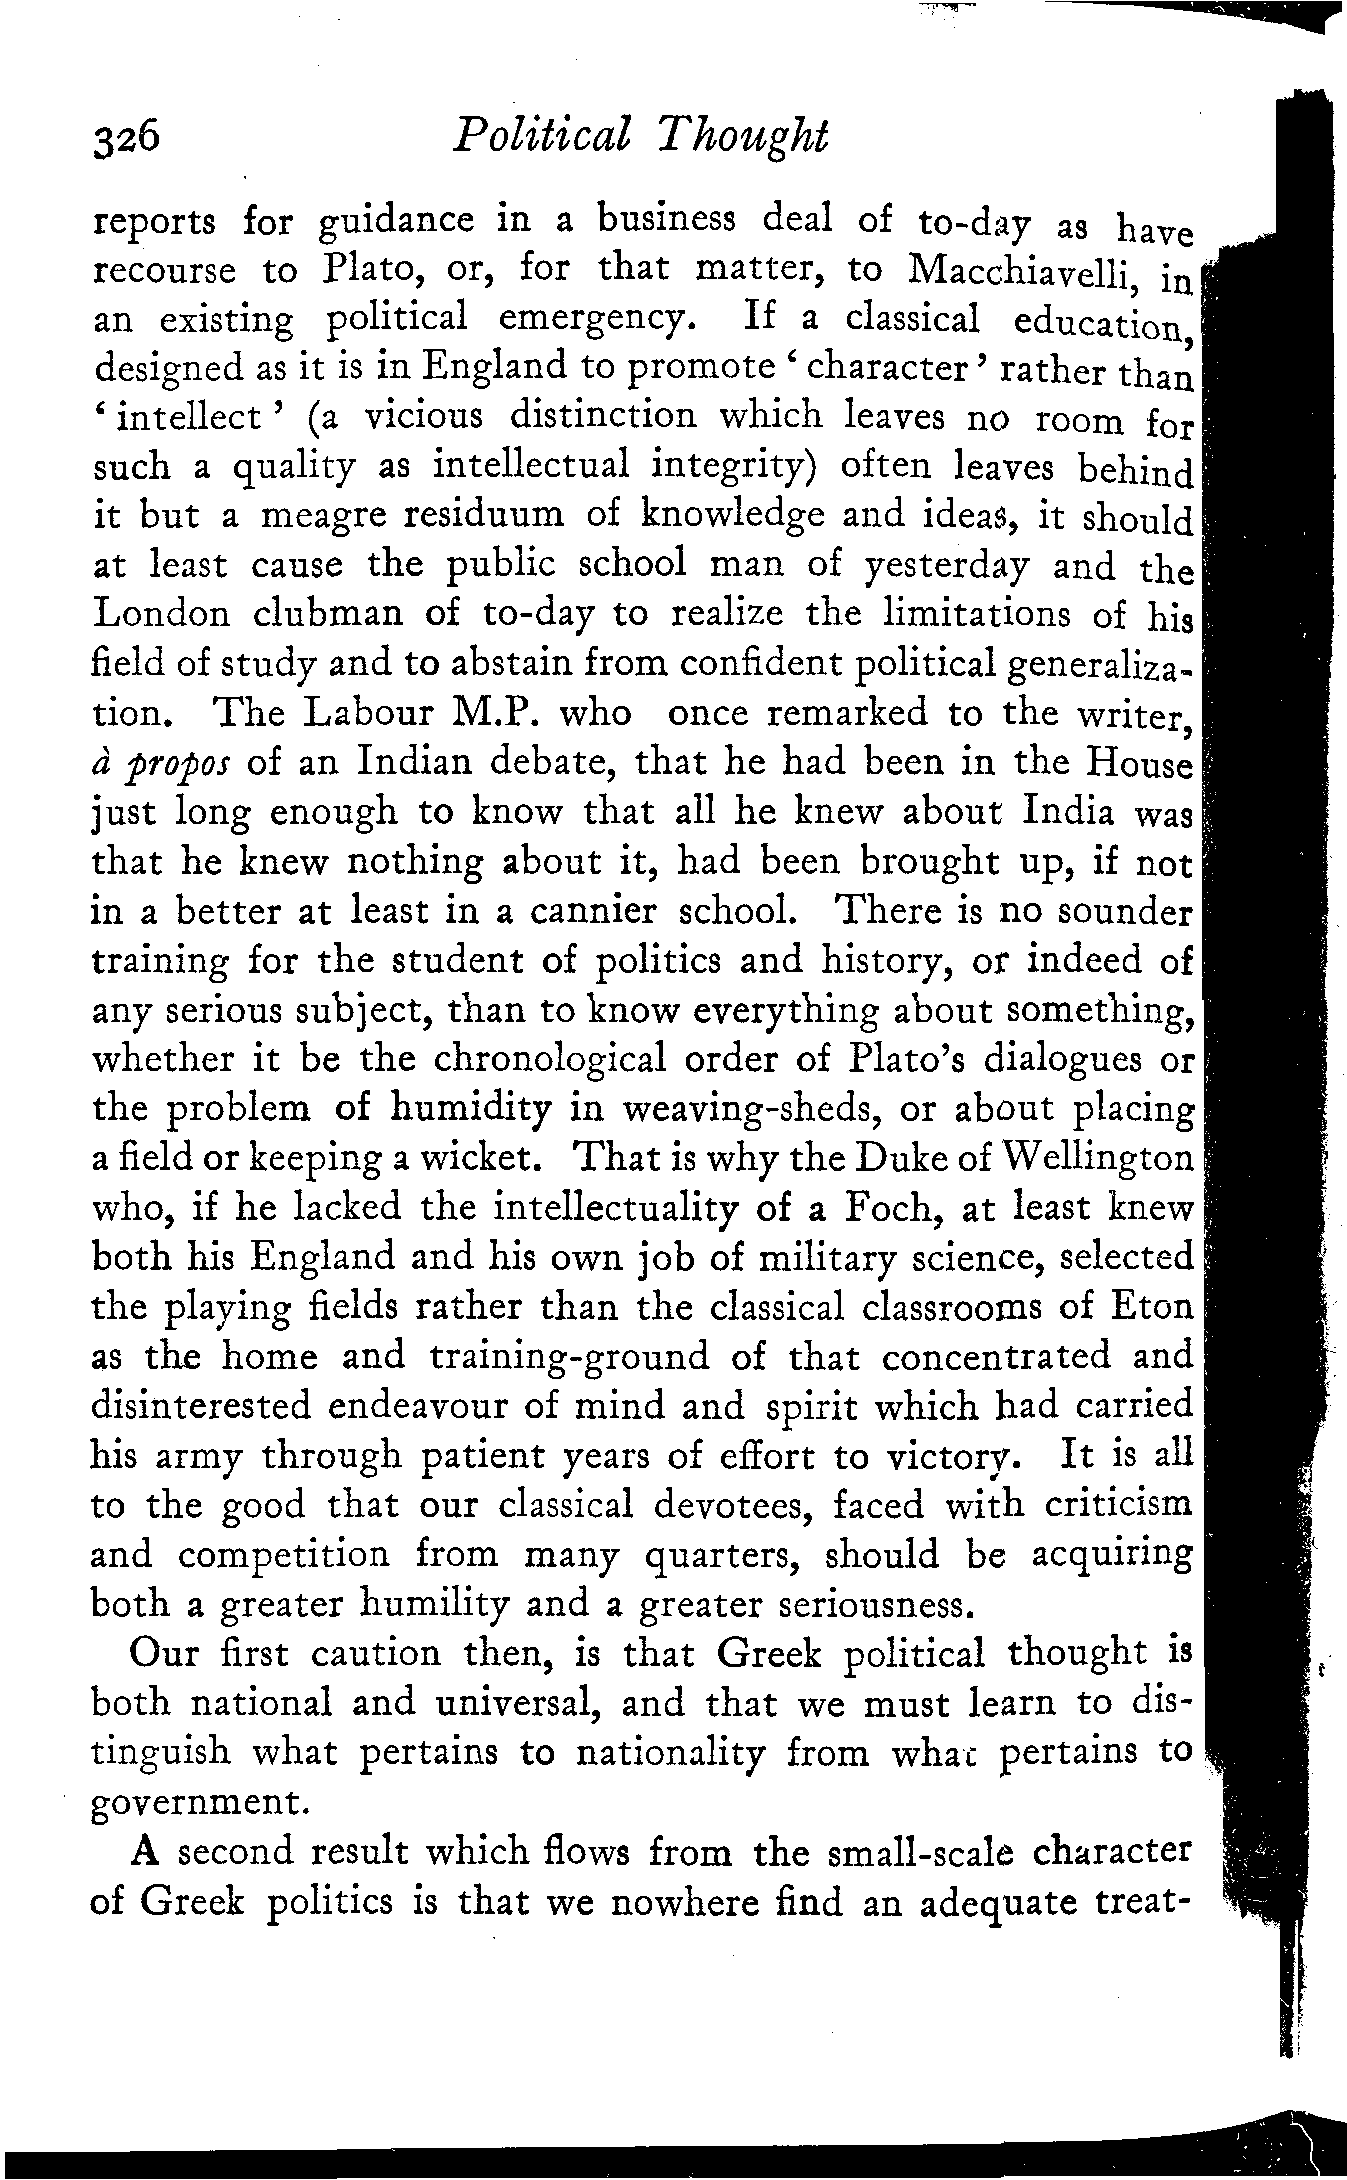 326 Political Thought
reports for guidance in a business deal of to-day as have
recourse to Plato, or, for that matter, to Macchiavelli, in
an existing political emergency. If a classical education,
designed as it is in England to promote ‘ character ’ rather than
‘ intellect ’ (a vicious distinction which leaves no room for
such a quality as intellectual integrity) often leaves behind
it but a meagre residuum of knowledge and ideas, it should
at least cause the public school man of yesterday and the
London clubman of to-day to realize the limitations of his
field of study and to abstain from confident political generaliza-
tion. The Labour M.P. who once remarked to the writer,
à propos of an Indian debate, that he had been in the House
just long enough to know that all he knew about India was
that he knew nothing about it, had been brought up, if not
in a better at least in a cannier school. There is no sounder
training for the student of politics and history, or indeed of
any serious subject, than to know everything about something,
whether it be the chronological order of Plato’s dialogues or
the problem of humidity in weaving-sheds, or about placing
a field or keeping a wicket. That is why the Duke of Wellington
who, if he lacked the intellectuality of a Foch, at least knew
both his England and his own job of military science, selected
the playing fields rather than the classical classrooms of Eton
as the home and training-ground of that concentrated and
disinterested endeavour of mind and spirit which had carried
his army through patient years of effort to victory. It is all
to the good that our classical devotees, faced with criticism
and competition from many quarters, should be acquiring
both a greater humility and a greater seriousness.
Our first caution then, is that Greek political thought is
both national and universal, and that we must learn to dis-
tinguish what pertains to nationality from what pertains to
government.
A second result which flows from the small-scale character
of Greek politics is that we nowhere find an adequate treat-